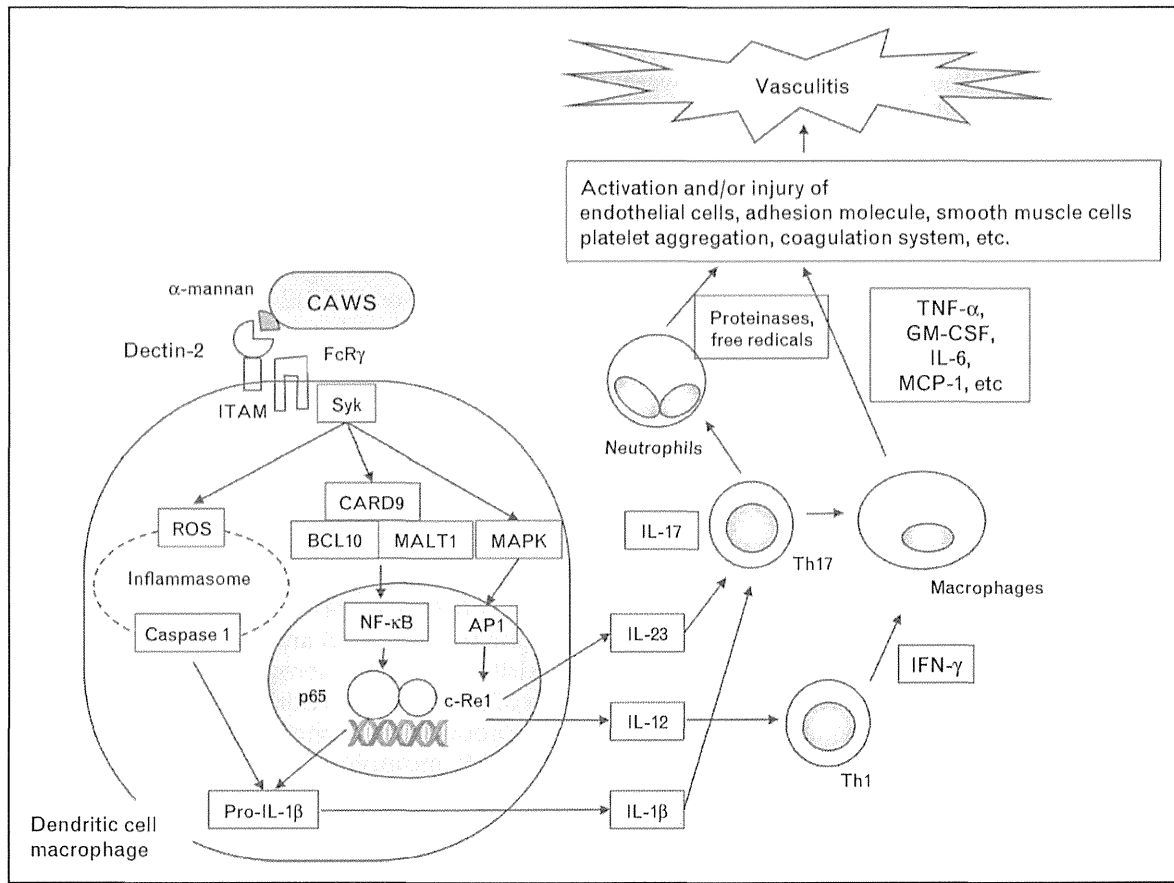 Vasculitis
Activation and/or injury of
endothelial cells, adhesion molecule, smooth muscle cells
platelet aggregation, coagulation system, etc.
α-mannan
CAWS
Dectin-2
FcRγ
ITAM
Syk
Proteinases,
free redicals
TNF-α,
GM-CSF,
IL-6,
MCP-1, etc
Neutrophils
CARD9
ROS
BCL10
MALT1
MAPK
IL-17
Th17
Inflammasome
Macrophages
Caspase 1
NF-κB
AP1
IL-23
IFN-γ
p65
c-Re1
IL-12
Th1
Pro-IL-1β
IL-1β
Dendritic cell
macrophage